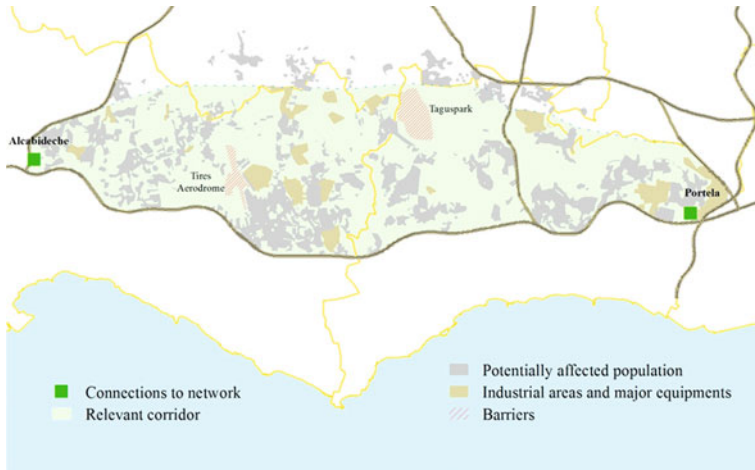 Alcabideche
Taguspark
Tires
Aerodrome
Portela
Connections to network
Relevant corridor
Potentially affected population
Industrial areas and major equipments
Barriers